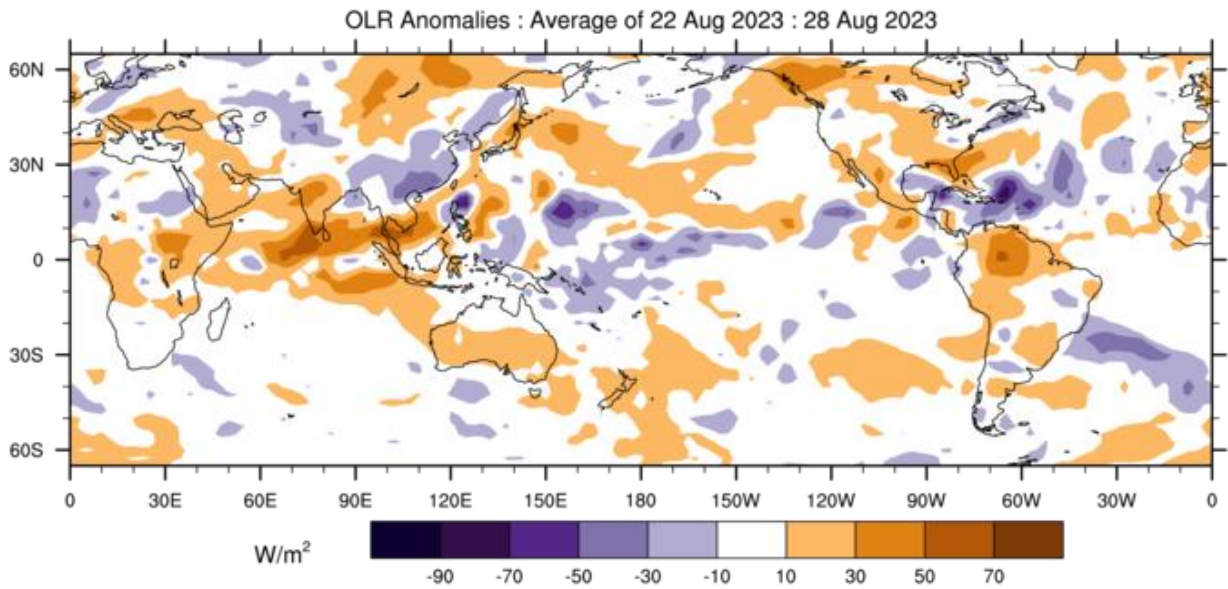 OLR Anomalies : Average of 22 Aug 2023 : 28 Aug 2023
60N
30N
0
30S
60S
0 30E 60E 90E 120E 150E 180 150W 120W 90W 60W 30W 0
W/m²
-90 -70 -50 -30 -10 10 30 50 70